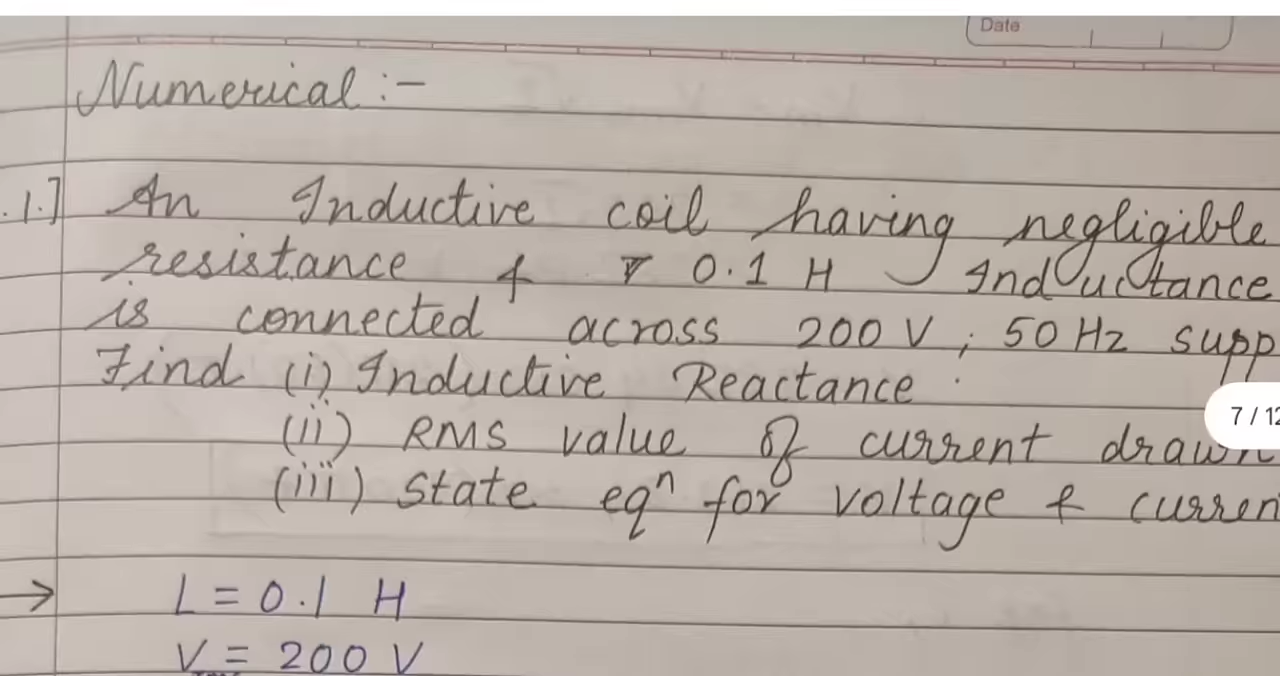 Date
Numerical :-
.1.] An Inductive coil having negligible
resistance & 0.1 H Inductance
is connected across 200 V, 50 Hz supp
Find (i) Inductive Reactance.
7/12
(ii) RMS value of current drawn
(iii) State eqⁿ for voltage & curren
→ L = 0.1 H
V = 200 V